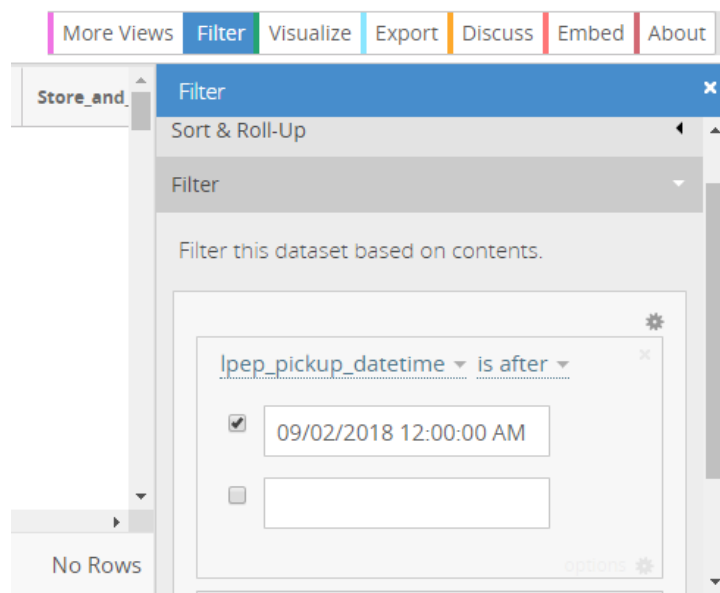 More Views Filter Visualize Export Discuss Embed About
Store_and_
Filter
Sort & Roll-Up
Filter
Filter this dataset based on contents.
lpep_pickup_datetime is after
09/02/2018 12:00:00 AM
options
No Rows